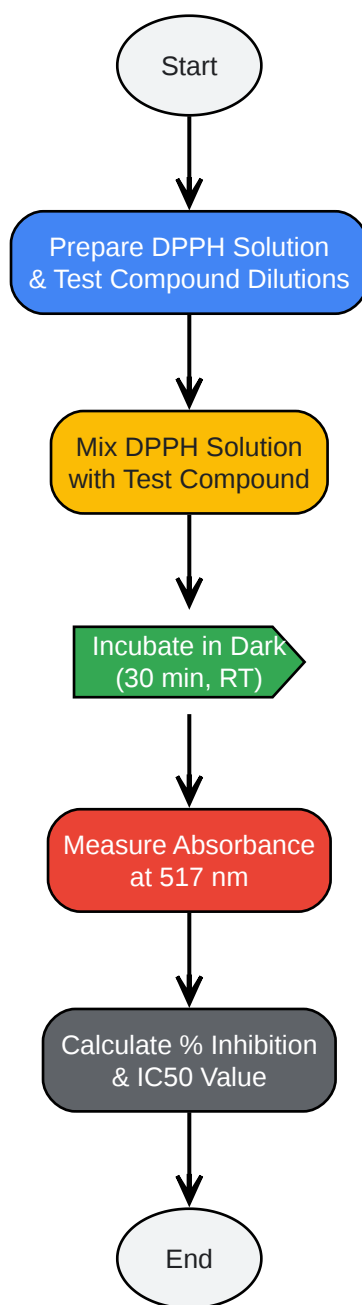 Start
Prepare DPPH Solution
& Test Compound Dilutions
Mix DPPH Solution
with Test Compound
Incubate in Dark
(30 min, RT)
Measure Absorbance
at 517 nm
Calculate % Inhibition
& IC50 Value
End